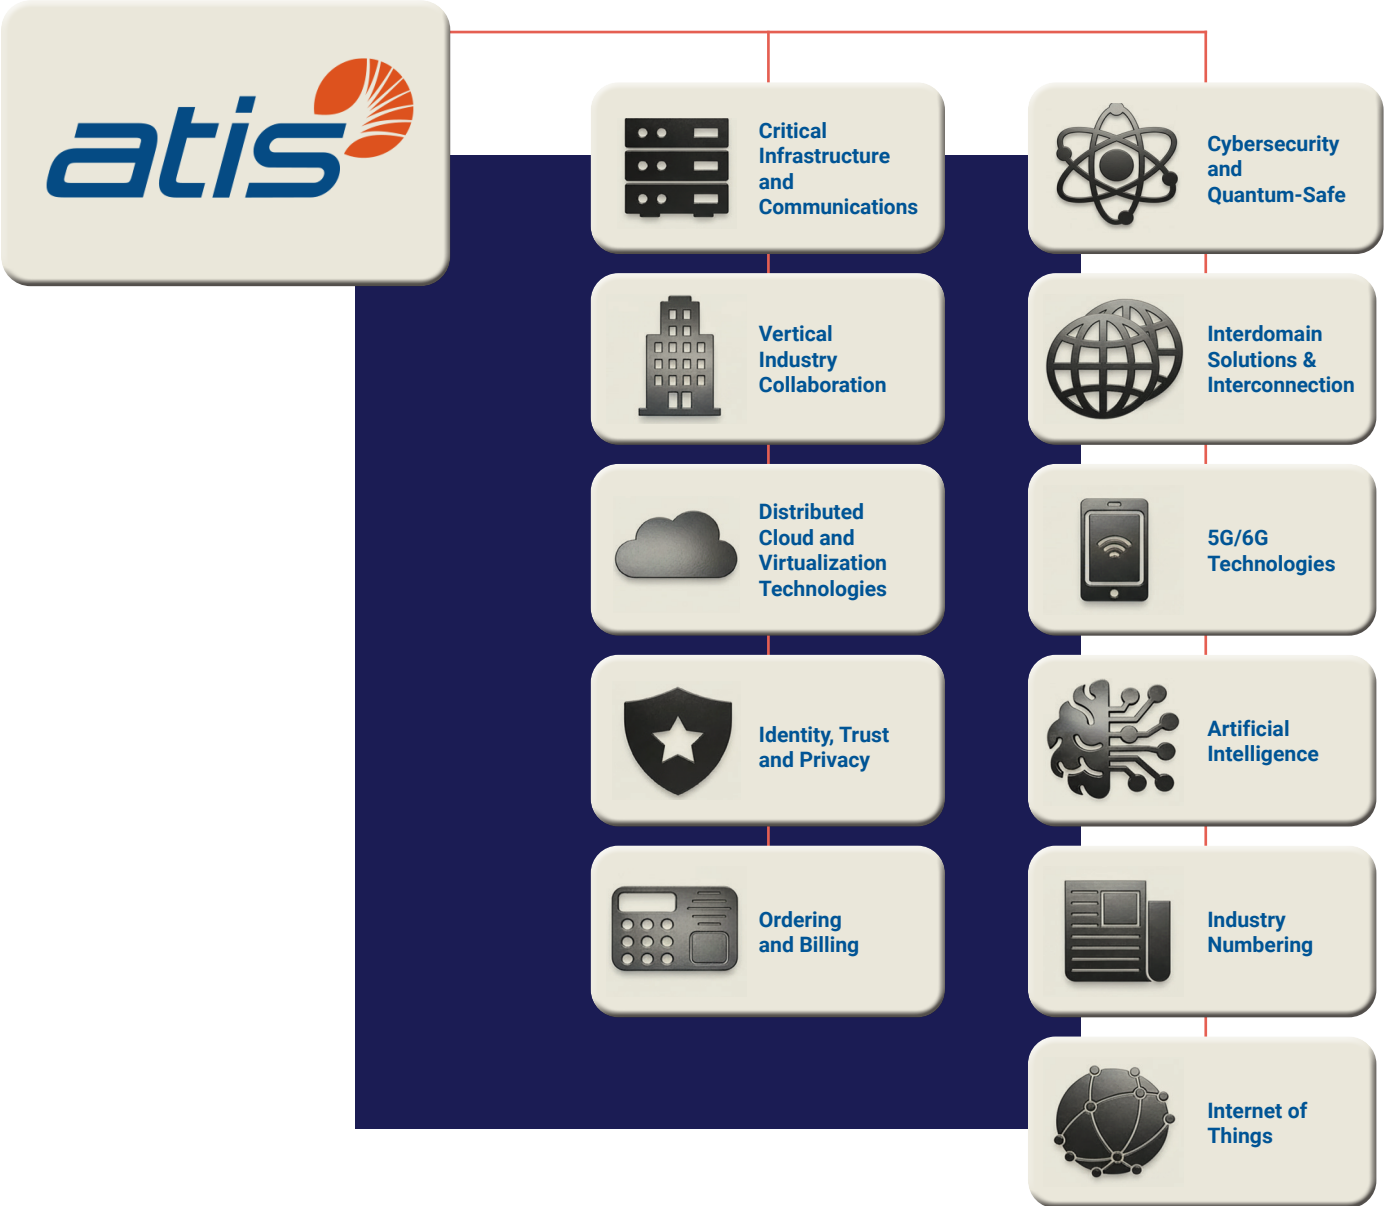 atis
Critical
Infrastructure
and
Communications
Vertical
Industry
Collaboration
Distributed
Cloud and
Virtualization
Technologies
Identity, Trust
and Privacy
Ordering
and Billing
Cybersecurity
and
Quantum-Safe
Interdomain
Solutions &
Interconnection
5G/6G
Technologies
Artificial
Intelligence
Industry
Numbering
Internet of
Things